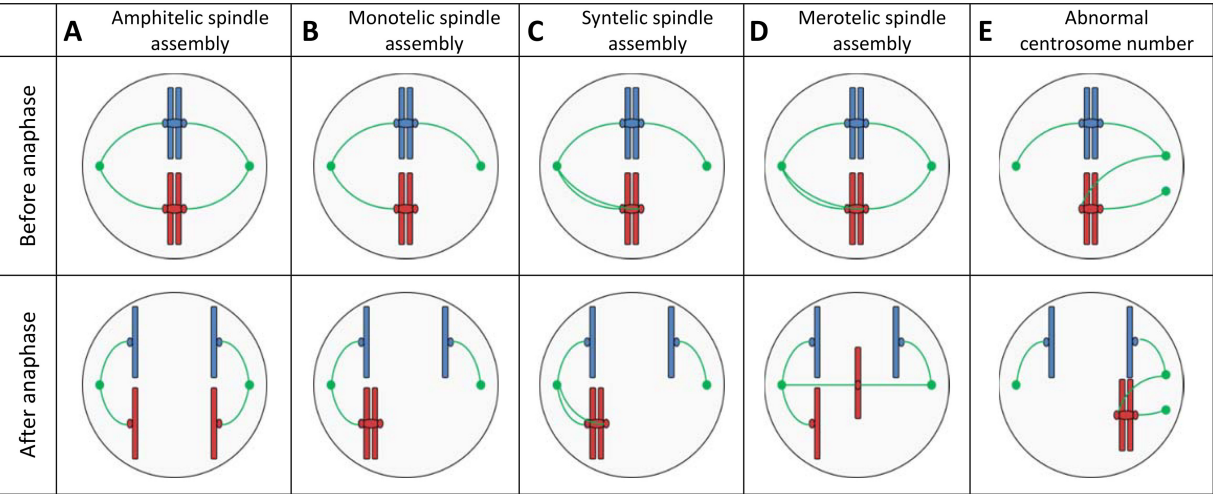 A Amphitelic spindle
assembly
B Monotelic spindle
assembly
C Syntelic spindle
assembly
D Merotelic spindle
assembly
E Abnormal
centrosome number
Before anaphase
After anaphase